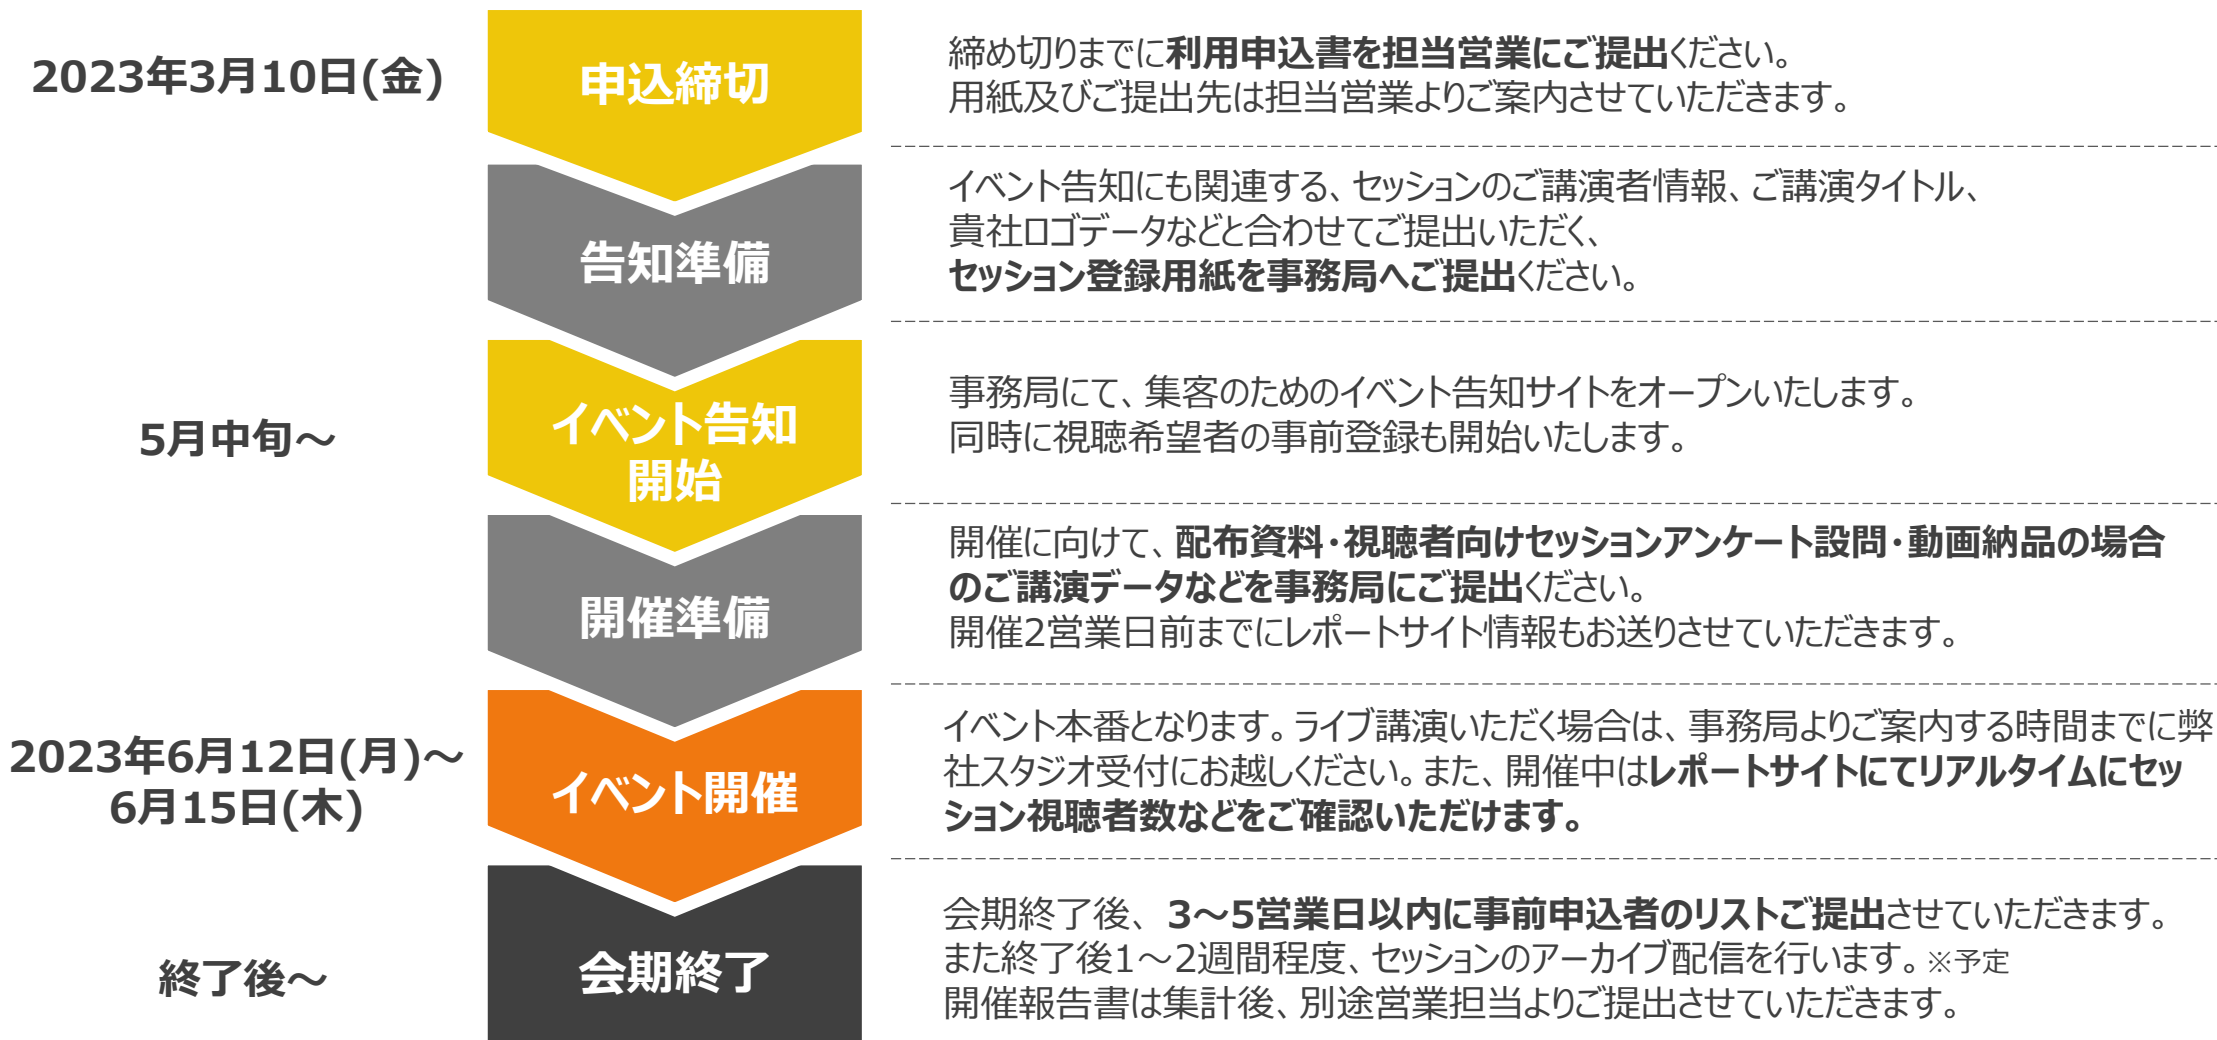 2023年3月10日(金)
申込締切
締め切りまでに利用申込書を担当営業にご提出ください。
用紙及びご提出先は担当営業よりご案内させていただきます。
告知準備
イベント告知にも関連する、セッションのご講演者情報、ご講演タイトル、
貴社ロゴデータなどと合わせてご提出いただく、
セッション登録用紙を事務局へご提出ください。
5月中旬～
イベント告知
開始
事務局にて、集客のためのイベント告知サイトをオープンいたします。
同時に視聴希望者の事前登録も開始いたします。
開催準備
開催に向けて、配布資料・視聴者向けセッションアンケート設問・動画納品の場合
のご講演データなどを事務局にご提出ください。
開催2営業日前までにレポートサイト情報もお送りさせていただきます。
2023年6月12日(月)～
6月15日(木)
イベント開催
イベント本番となります。ライブ講演いただく場合は、事務局よりご案内する時間までに弊
社スタジオ受付にお越しください。また、開催中はレポートサイトにてリアルタイムにセッ
ション視聴者数などをご確認いただけます。
終了後～
会期終了
会期終了後、3～5営業日以内に事前申込者のリストご提出させていただきます。
また終了後1～2週間程度、セッションのアーカイブ配信を行います。※予定
開催報告書は集計後、別途営業担当よりご提出させていただきます。